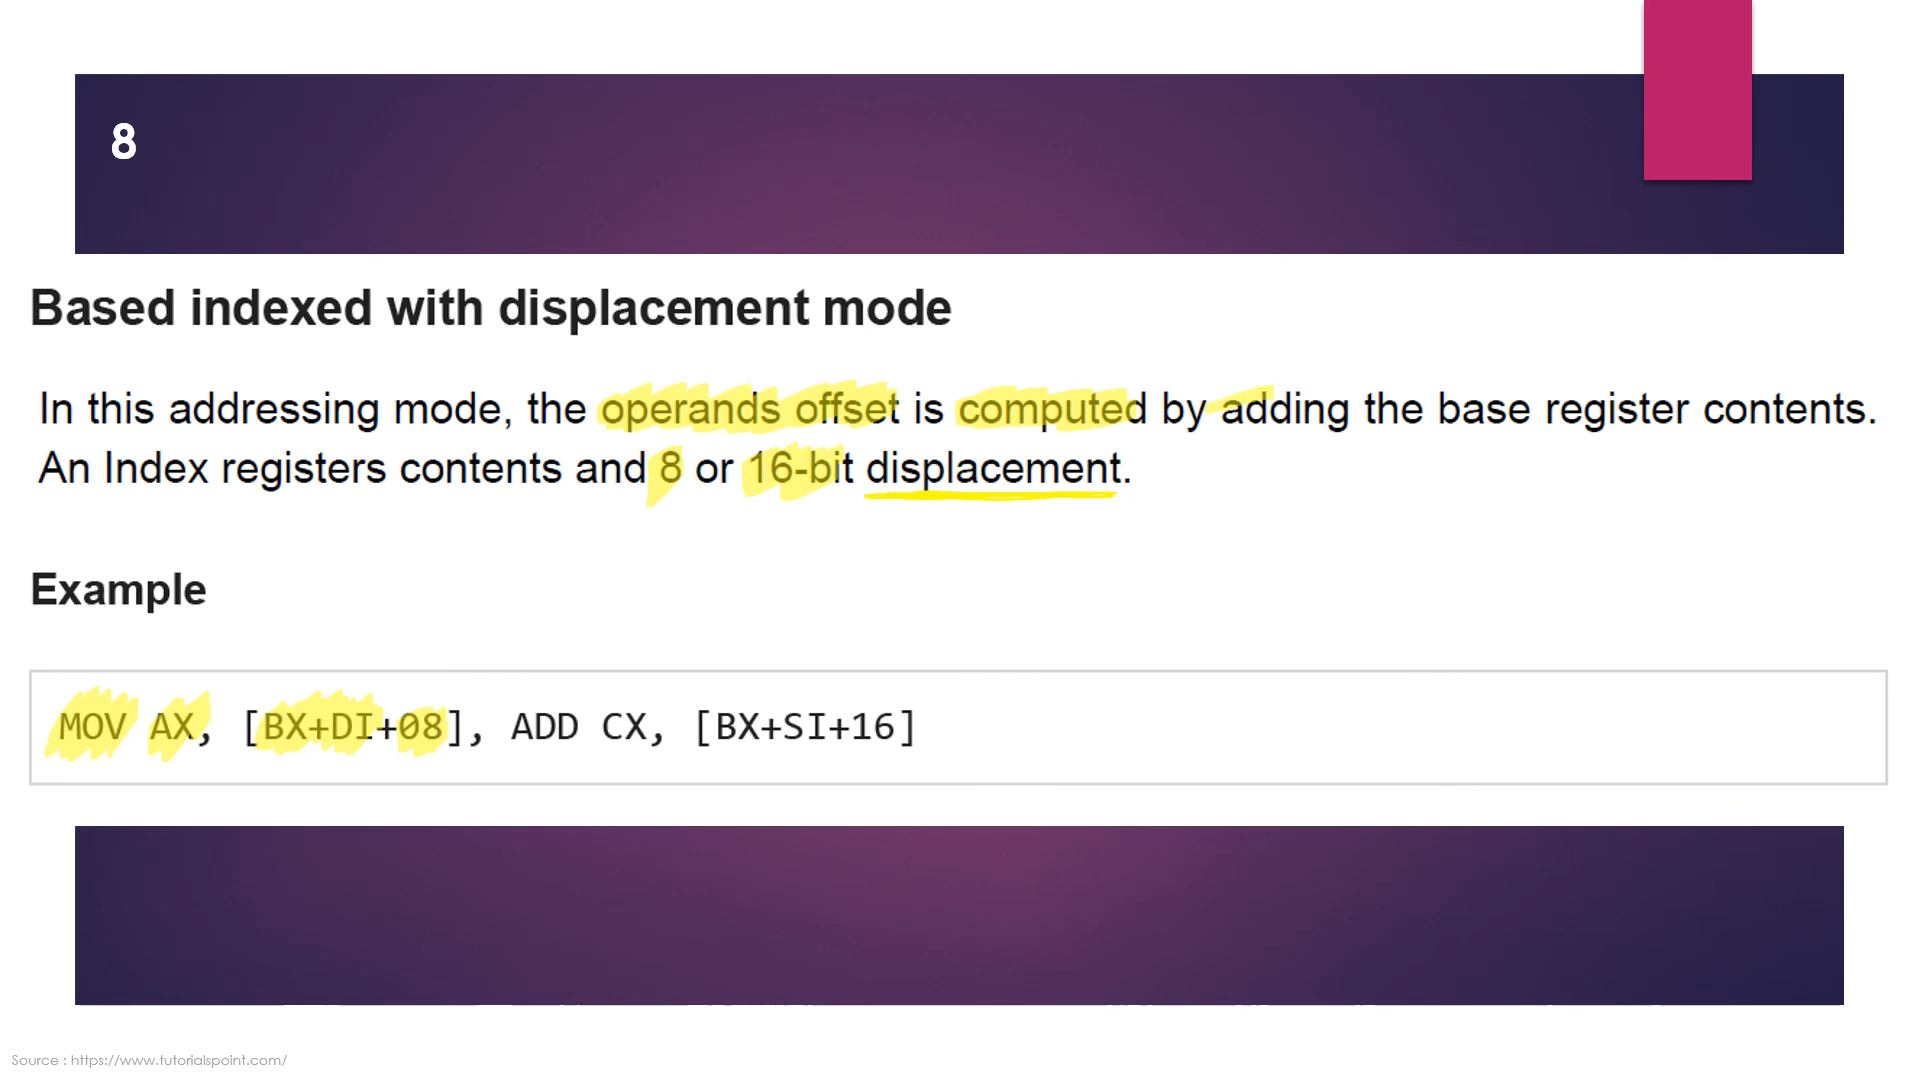 8
Based indexed with displacement mode
In this addressing mode, the operands offset is computed by adding the base register contents.
An Index registers contents and 8 or 16-bit displacement.
Example
MOV AX, [BX+DI+08], ADD CX, [BX+SI+16]
Source : https://www.tutorialspoint.com/